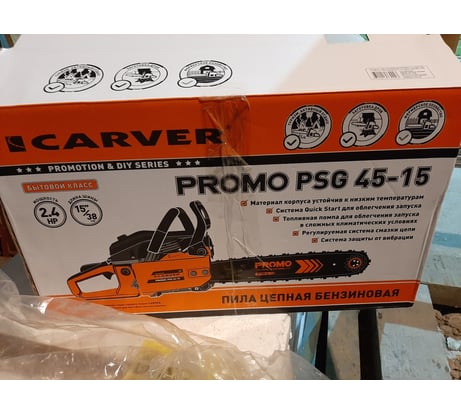 CARVER
PROMOTION & DIY SERIES
БЫТОВОЙ КЛАСС
PROMO PSG 45-15
МОЩНОСТЬ
2.4
HP
15"
38
Материал корпуса устойчив к низким температурам
Система Quick Start для облегчения запуска
Топливная помпа для облегчения запуска
в сложных климатических условиях
Регулируемая система смазки цепи
Система защиты от вибрации
PROMO
ПИЛА ЦЕПНАЯ БЕНЗИНОВАЯ